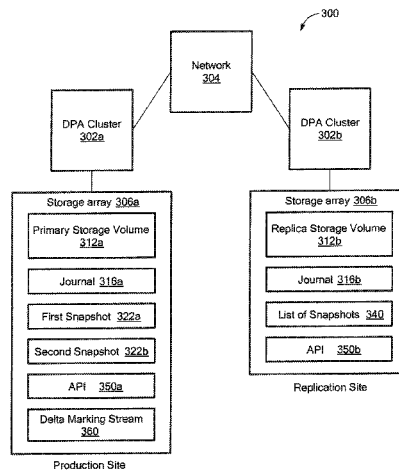 300
Network
304
DPA Cluster
302a
DPA Cluster
302b
Storage array 306a
Primary Storage Volume
312a
Journal 316a
First Snapshot 322a
Second Snapshot 322b
API 350a
Delta Marking Stream
360
Production Site
Storage array 306b
Replica Storage Volume
312b
Journal 316b
List of Snapshots 340
API 350b
Replication Site